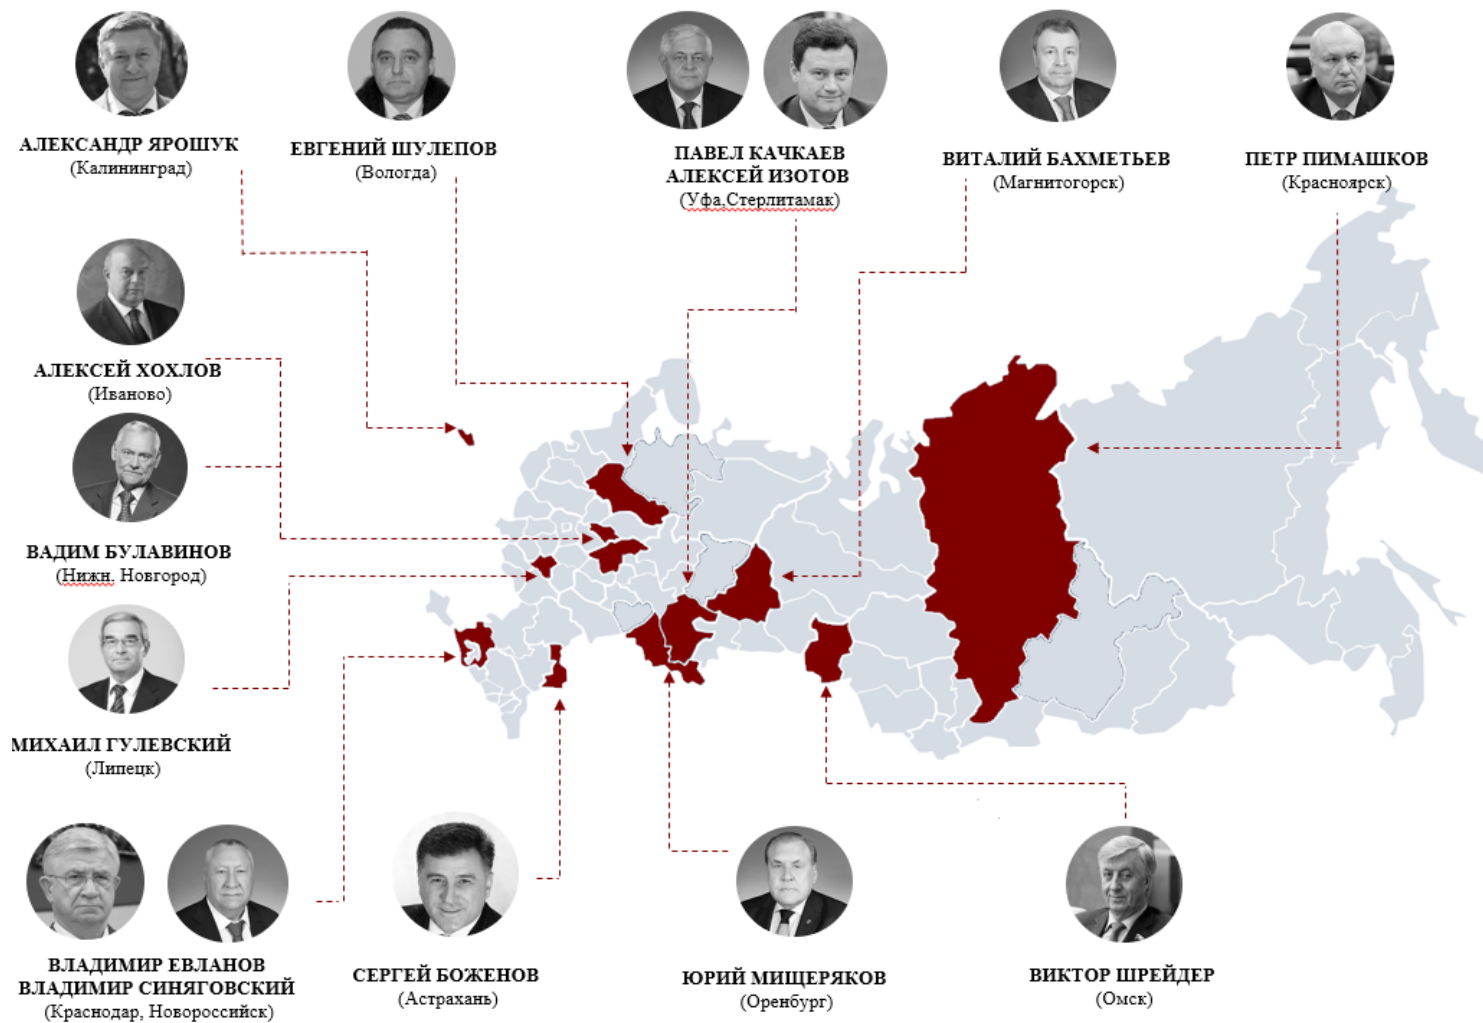 АЛЕКСАНДР ЯРОШУК
(Калининград)
ЕВГЕНИЙ ШУЛЕПОВ
(Вологда)
ПАВЕЛ КАЧКАЕВ
АЛЕКСЕЙ ИЗОТОВ
(Уфа,Стерлитамак)
ВИТАЛИЙ БАХМЕТЬЕВ
(Магнитогорск)
ПЕТР ПИМАШКОВ
(Красноярск)
АЛЕКСЕЙ ХОХЛОВ
(Иваново)
ВАДИМ БУЛАВИНОВ
(Нижн. Новгород)
МИХАИЛ ГУЛЕВСКИЙ
(Липецк)
ВЛАДИМИР ЕВЛАНОВ
ВЛАДИМИР СИНЯГОВСКИЙ
(Краснодар, Новороссийск)
СЕРГЕЙ БОЖЕНОВ
(Астрахань)
ЮРИЙ МИЩЕРЯКОВ
(Оренбург)
ВИКТОР ШРЕЙДЕР
(Омск)